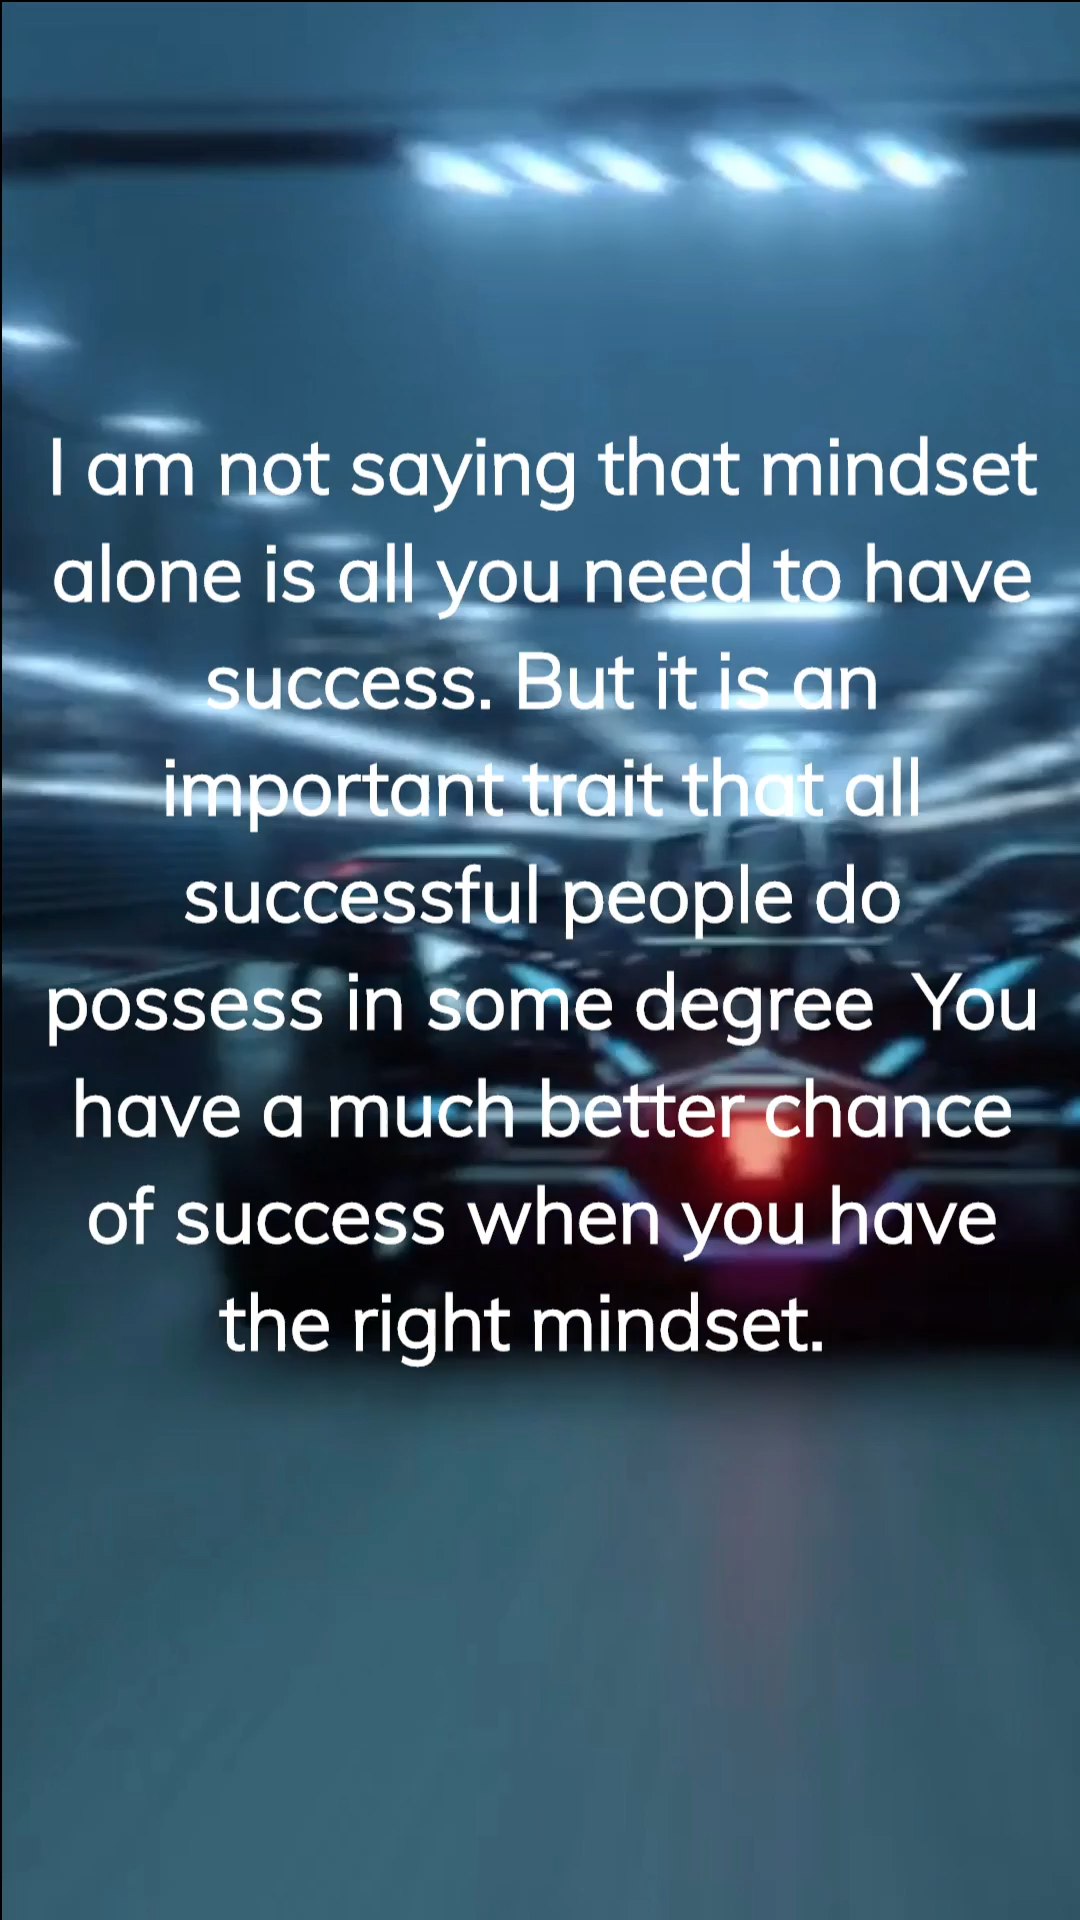 I am not saying that mindset
alone is all you need to have
success. But it is an
important trait that all
successful people do
possess in some degree  You
have a much better chance
of success when you have
the right mindset.